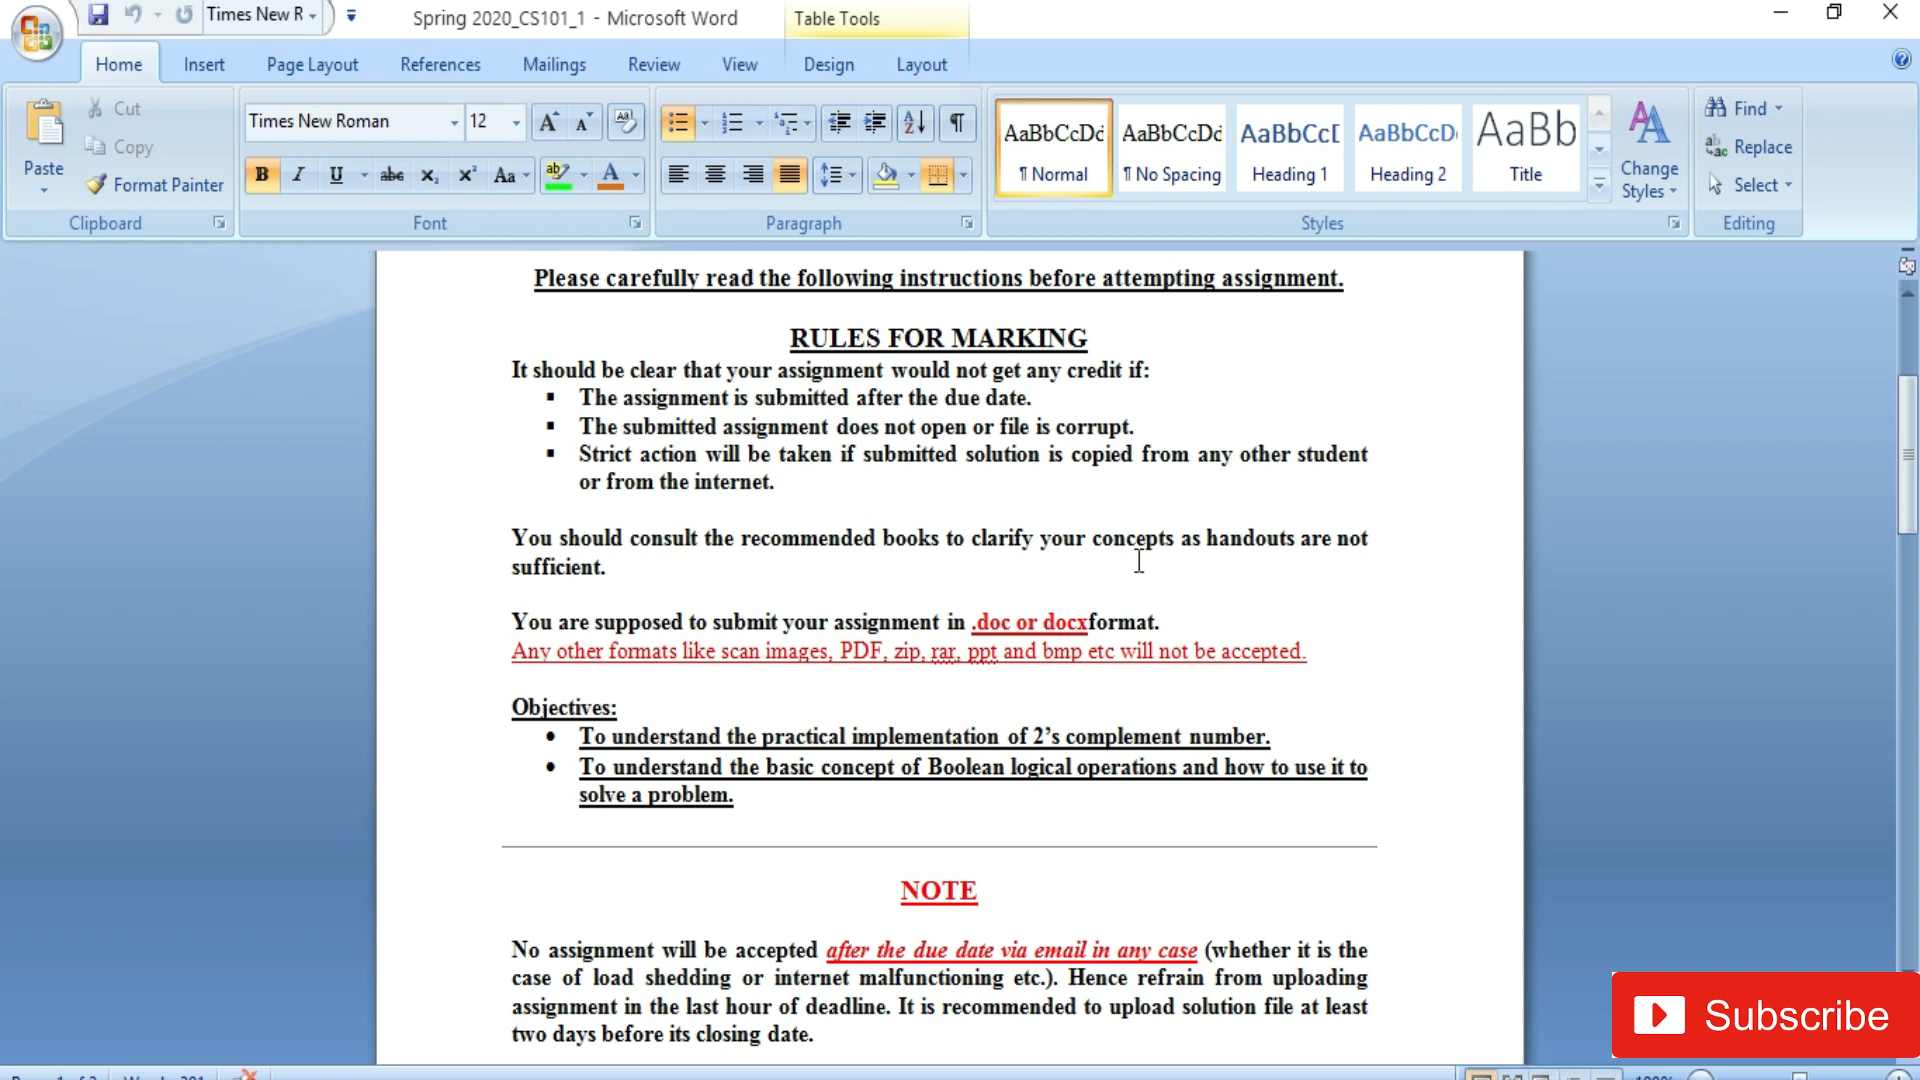 Times New R
Spring 2020_CS101_1 - Microsoft Word
Table Tools
Home Insert Page Layout References Mailings Review View Design Layout
Paste
Cut
Copy
Format Painter
Clipboard
Times New Roman 12
Font
Paragraph
AaBbCcDd AaBbCcDd AaBbCcD AaBbCcDd AaBb
¶ Normal ¶ No Spacing Heading 1 Heading 2 Title
Change
Styles
Styles
Find
Replace
Select
Editing
Please carefully read the following instructions before attempting assignment.
RULES FOR MARKING
It should be clear that your assignment would not get any credit if:
▪ The assignment is submitted after the due date.
▪ The submitted assignment does not open or file is corrupt.
▪ Strict action will be taken if submitted solution is copied from any other student
or from the internet.
You should consult the recommended books to clarify your concepts as handouts are not
sufficient.
You are supposed to submit your assignment in .doc or docxformat.
Any other formats like scan images, PDF, zip, rar, ppt and bmp etc will not be accepted.
Objectives:
• To understand the practical implementation of 2’s complement number.
• To understand the basic concept of Boolean logical operations and how to use it to
solve a problem.
NOTE
No assignment will be accepted after the due date via email in any case (whether it is the
case of load shedding or internet malfunctioning etc.). Hence refrain from uploading
assignment in the last hour of deadline. It is recommended to upload solution file at least
two days before its closing date.
Subscribe